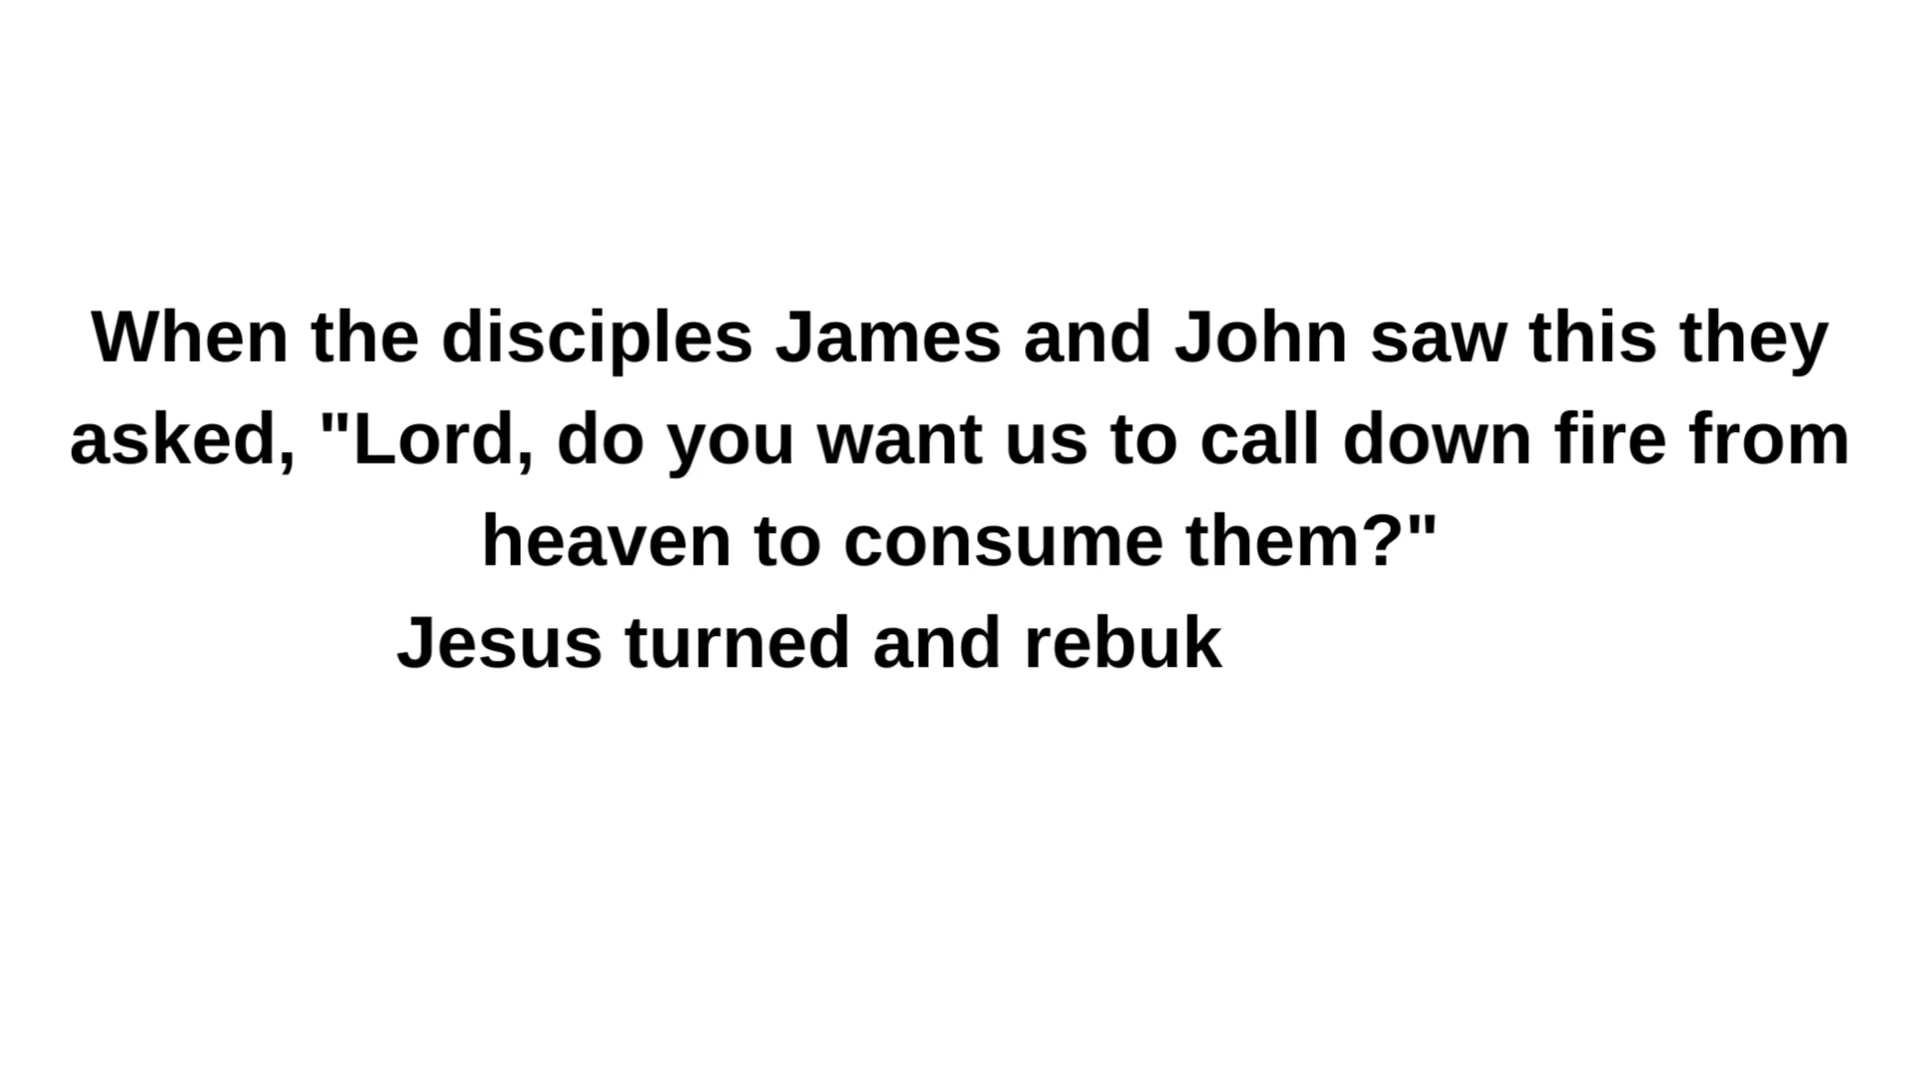 When the disciples James and John saw this they
asked, "Lord, do you want us to call down fire from
heaven to consume them?"
Jesus turned and rebuk